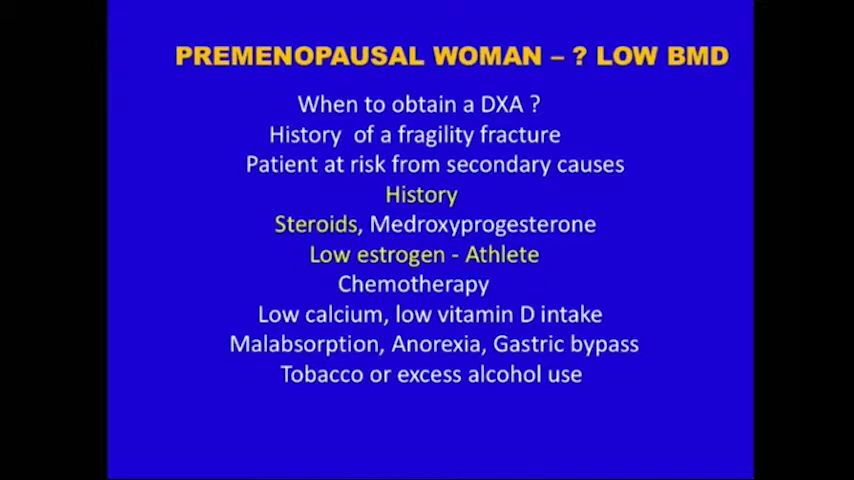 PREMENOPAUSAL WOMAN – ? LOW BMD
When to obtain a DXA ?
History of a fragility fracture
Patient at risk from secondary causes
History
Steroids, Medroxyprogesterone
Low estrogen - Athlete
Chemotherapy
Low calcium, low vitamin D intake
Malabsorption, Anorexia, Gastric bypass
Tobacco or excess alcohol use